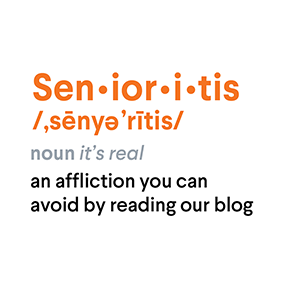 Sen•ior•i•tis
/ˌsēnyəˈrītis/
noun it's real
an affliction you can
avoid by reading our blog